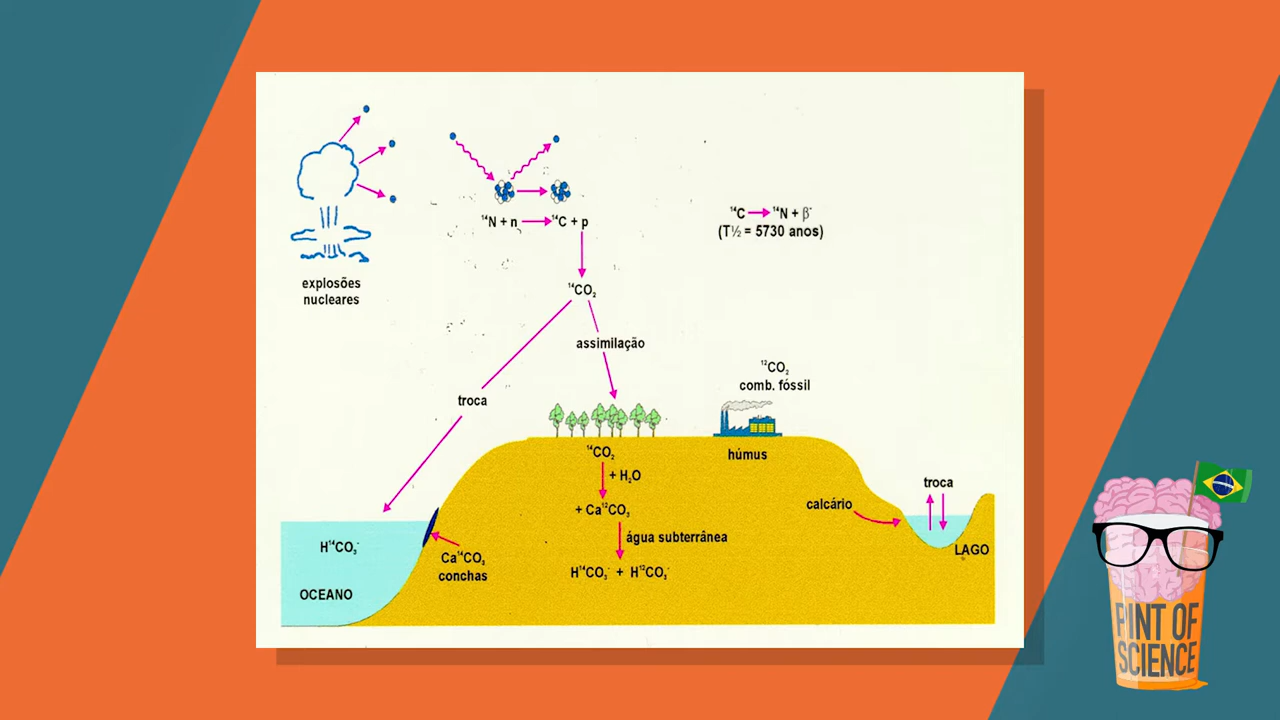 explosões
nucleares
¹⁴N + n → ¹⁴C + p
¹⁴C → ¹⁴N + β⁻
(T½ = 5730 anos)
¹⁴CO₂
assimilação
troca
¹²CO₂
comb. fóssil
¹⁴CO₂
+ H₂O
+ Ca¹²CO₃
água subterrânea
H¹⁴CO₃⁻ + H¹²CO₃⁻
húmus
calcário
troca
LAGO
H¹⁴CO₃⁻
OCEANO
Ca¹⁴CO₃
conchas
PINT OF
SCIENCE